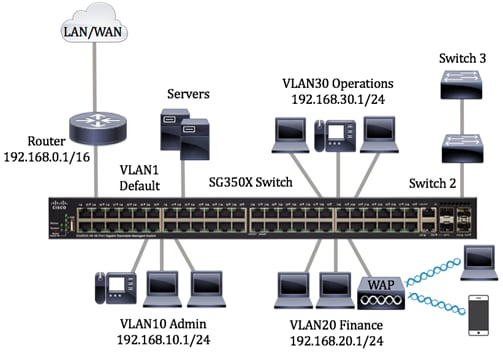 LAN/WAN
Switch 3
Servers
VLAN30 Operations
192.168.30.1/24
Router
192.168.0.1/16
VLAN1
Default
SG350X Switch
Switch 2
CISCO
WAP
VLAN10 Admin
192.168.10.1/24
VLAN20 Finance
192.168.20.1/24